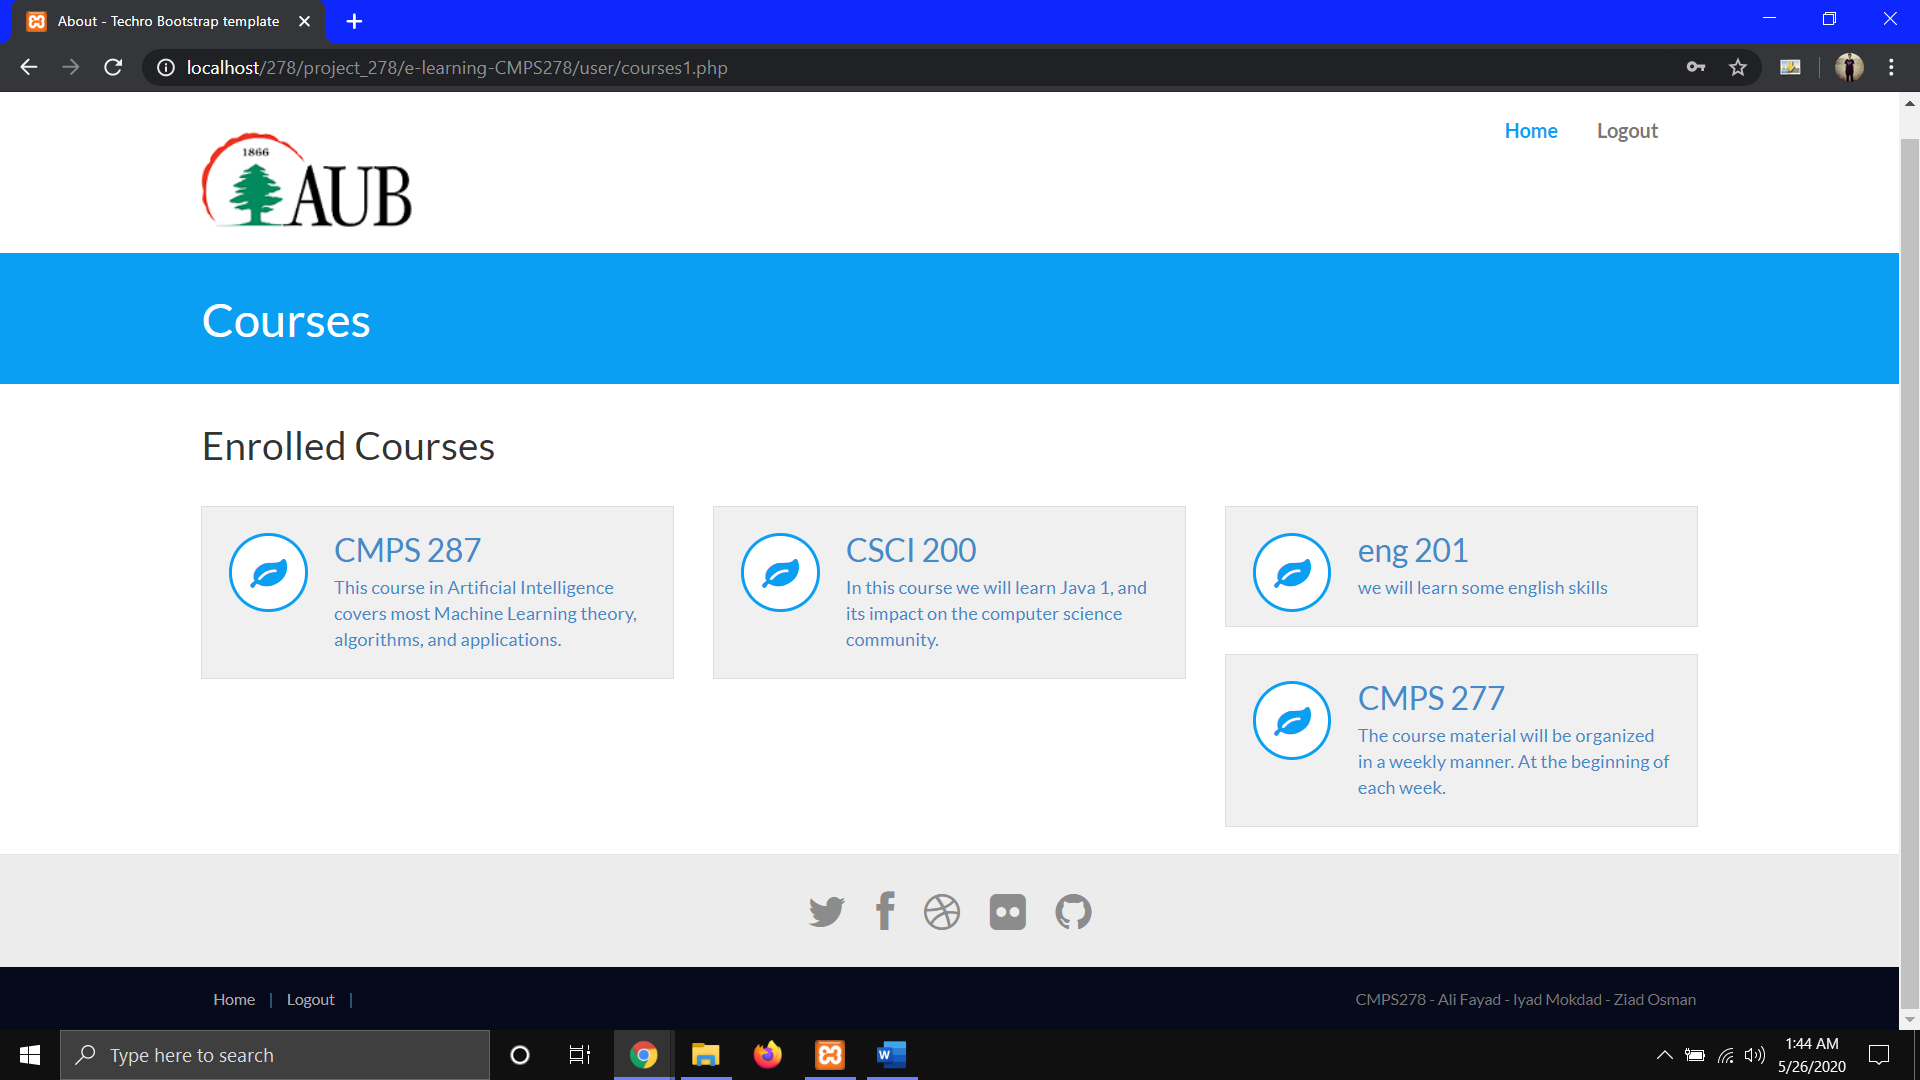 About - Techro Bootstrap template
localhost/278/project_278/e-learning-CMPS278/user/courses1.php
1866
AUB
Home
Logout
Courses
Enrolled Courses
CMPS 287
This course in Artificial Intelligence
covers most Machine Learning theory,
algorithms, and applications.
CSCI 200
In this course we will learn Java 1, and
its impact on the computer science
community.
eng 201
we will learn some english skills
CMPS 277
The course material will be organized
in a weekly manner. At the beginning of
each week.
Home | Logout |
CMPS278 - Ali Fayad - Iyad Mokdad - Ziad Osman
Type here to search
W
1:44 AM
5/26/2020